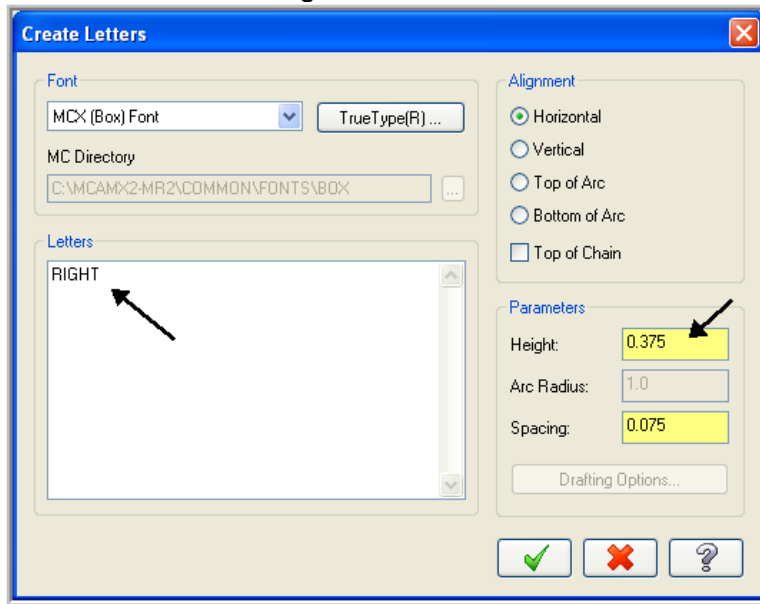 Create Letters
Font
MCX (Box) Font
TrueType(R) ...
MC Directory
C:\MCAMX2-MR2\COMMON\FONTS\BOX
...
Letters
RIGHT
Alignment
Horizontal
Vertical
Top of Arc
Bottom of Arc
Top of Chain
Parameters
Height: 0.375
Arc Radius: 1.0
Spacing: 0.075
Drafting Options...